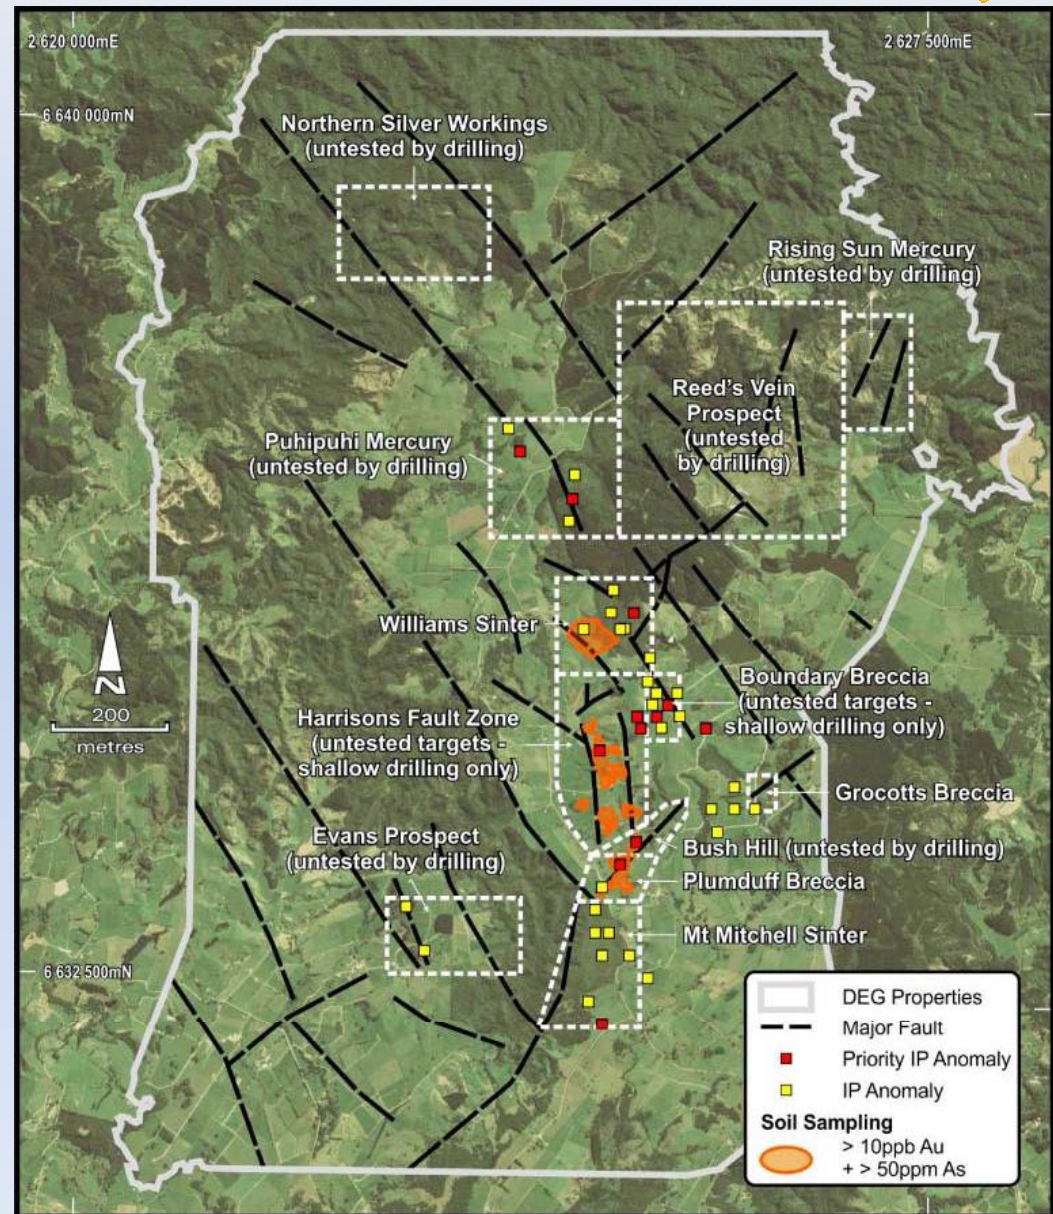 2 620 000mE
2 627 500mE
6 640 000mN
Northern Silver Workings
(untested by drilling)
Rising Sun Mercury
(untested by drilling)
Reed's Vein
Prospect
(untested
by drilling)
Puhipuhi Mercury
(untested by drilling)
Williams Sinter
N
200
metres
Harrisons Fault Zone
(untested targets -
shallow drilling only)
Boundary Breccia
(untested targets -
shallow drilling only)
Grocotts Breccia
Evans Prospect
(untested by drilling)
Bush Hill (untested by drilling)
Plumduff Breccia
Mt Mitchell Sinter
6 632 500mN
DEG Properties
Major Fault
Priority IP Anomaly
IP Anomaly
Soil Sampling
> 10ppb Au
+ > 50ppm As